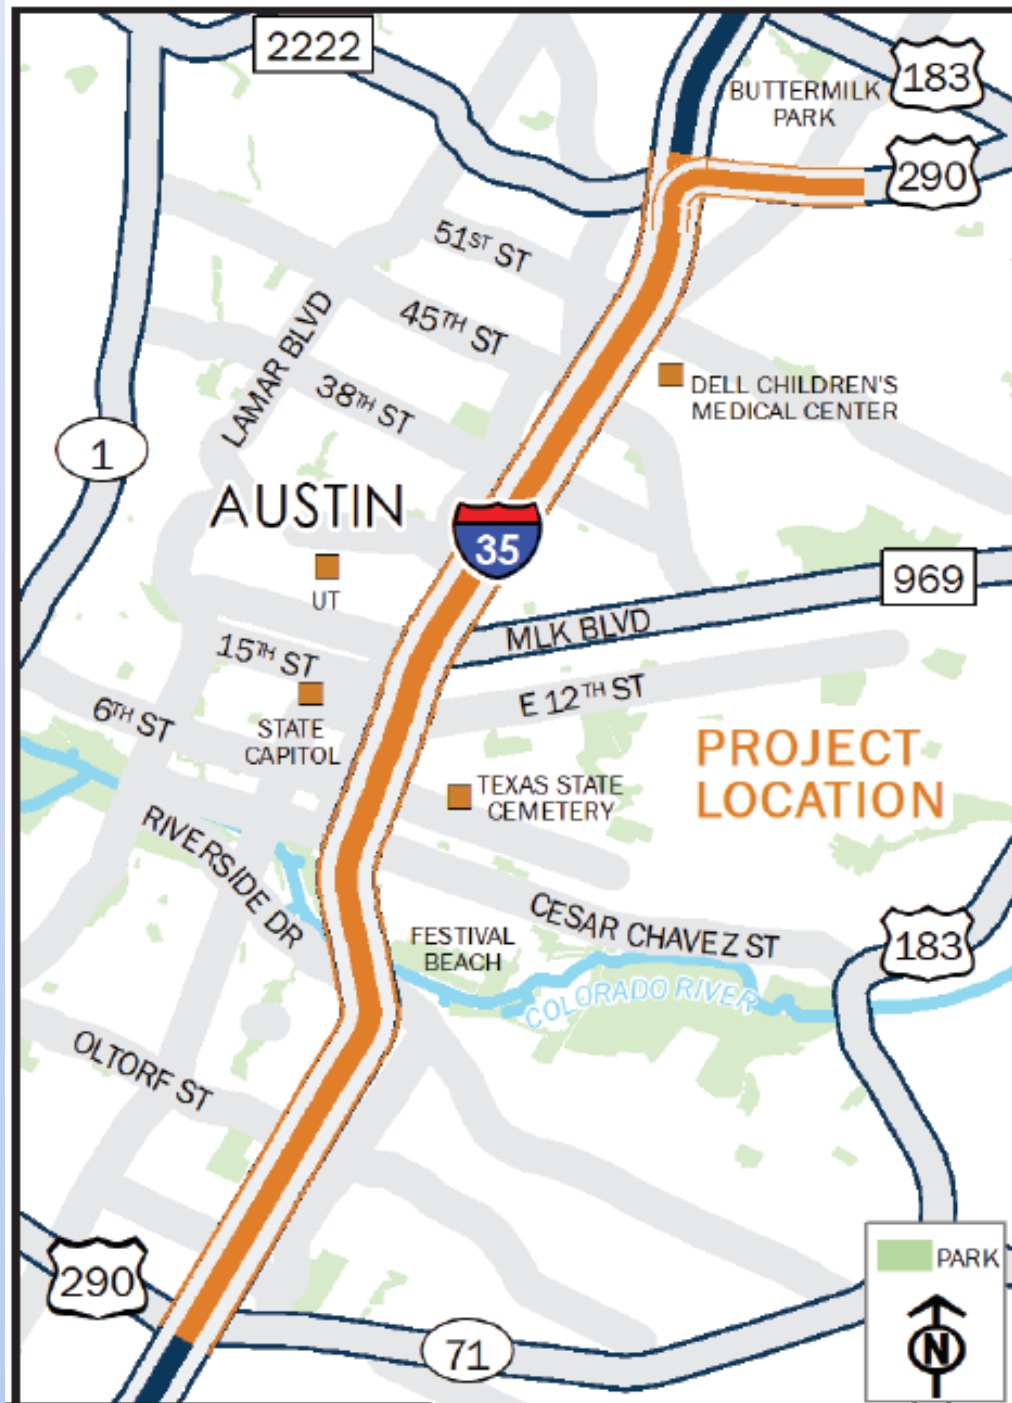 2222
183
BUTTERMILK
PARK
290
51ST ST
45TH ST
LAMAR BLVD
38TH ST
DELL CHILDREN'S
MEDICAL CENTER
1
AUSTIN
35
UT
969
MLK BLVD
15TH ST
E 12TH ST
6TH ST
STATE
CAPITOL
PROJECT
LOCATION
TEXAS STATE
CEMETERY
RIVERSIDE DR
CESAR CHAVEZ ST
FESTIVAL
BEACH
183
COLORADO RIVER
OLTORF ST
290
71
PARK
N